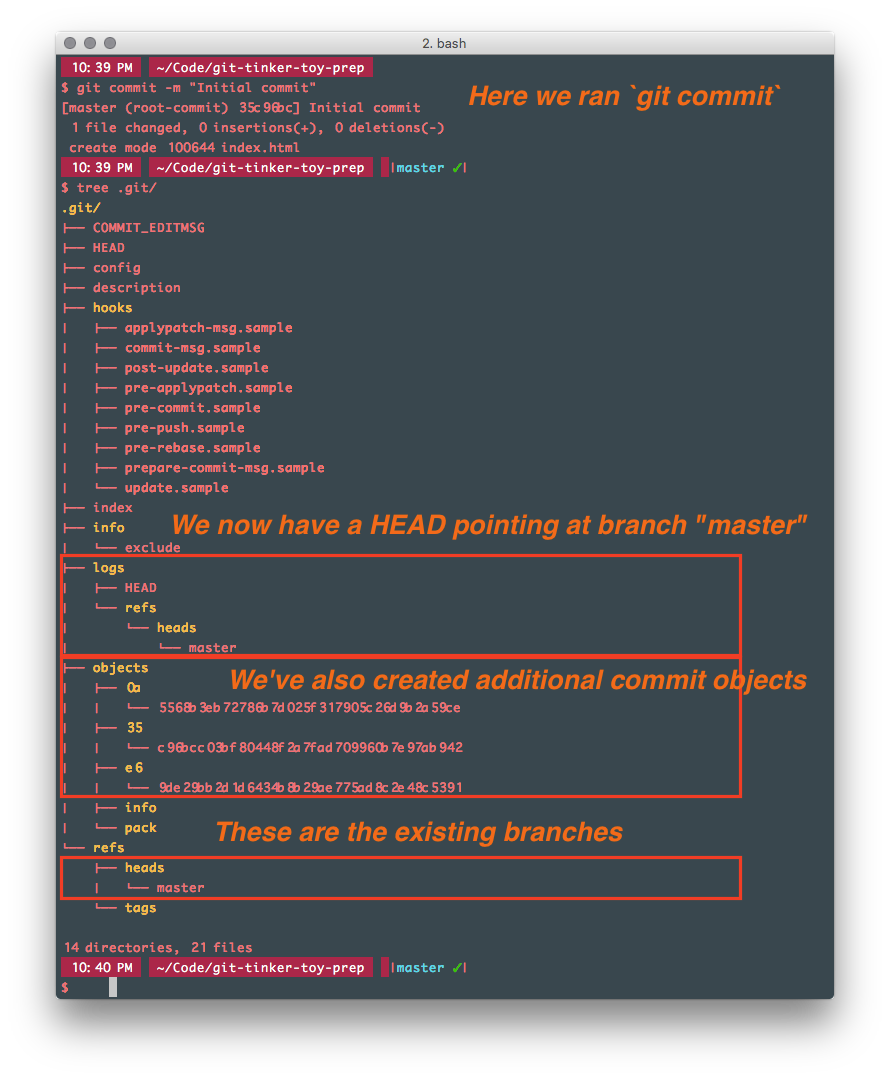 2. bash
10:39 PM ~/Code/git-tinker-toy-prep
$ git commit -m "Initial commit"
Here we ran `git commit`
[master (root-commit) 35c96bc] Initial commit
1 file changed, 0 insertions(+), 0 deletions(-)
create mode 100644 index.html
10:39 PM ~/Code/git-tinker-toy-prep |master ✓|
$ tree .git/
.git/
├── COMMIT_EDITMSG
├── HEAD
├── config
├── description
├── hooks
│   ├── applypatch-msg.sample
│   ├── commit-msg.sample
│   ├── post-update.sample
│   ├── pre-applypatch.sample
│   ├── pre-commit.sample
│   ├── pre-push.sample
│   ├── pre-rebase.sample
│   ├── prepare-commit-msg.sample
│   └── update.sample
├── index
├── info
We now have a HEAD pointing at branch "master"
│   └── exclude
├── logs
│   ├── HEAD
│   └── refs
│       └── heads
│           └── master
├── objects
We've also created additional commit objects
│   ├── 0a
│   │   └── 5568b3eb72786b7d025f317905c26d9b2a59ce
│   ├── 35
│   │   └── c96bcc03bf80448f2a7fad709960b7e97ab942
│   ├── e6
│   │   └── 9de29bb2d1d6434b8b29ae775ad8c2e48c5391
│   ├── info
│   └── pack
These are the existing branches
└── refs
    ├── heads
    │   └── master
    └── tags
14 directories, 21 files
10:40 PM ~/Code/git-tinker-toy-prep |master ✓|
$